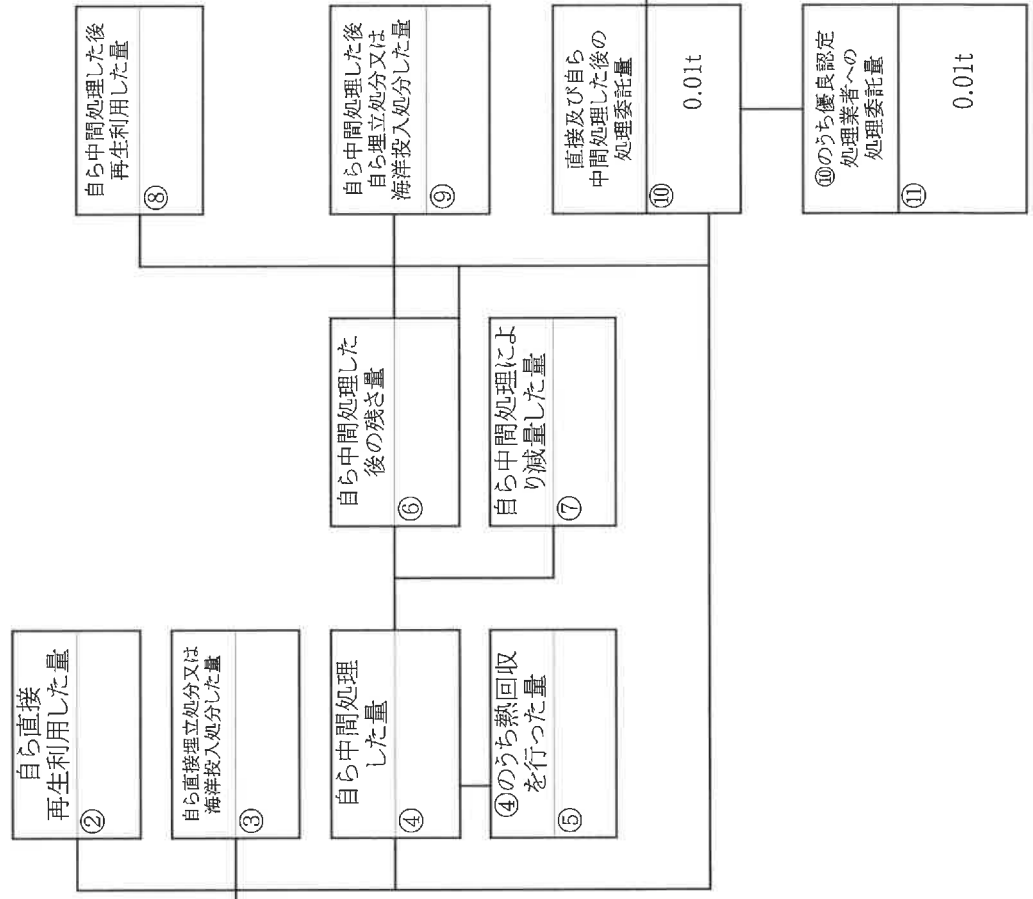 自ら直接
再生利用した量
②
自ら直接埋立処分又は
海洋投入処分した量
③
自ら中間処理
した量
④
④のうち熱回収
を行った量
⑤
自ら中間処理した
後の残さ量
⑥
自ら中間処理によ
り減量した量
⑦
自ら中間処理した後
再生利用した量
⑧
自ら中間処理した後
自ら埋立処分又は
海洋投入処分した量
⑨
直接及び自ら
中間処理した後の
処理委託量
⑩
0.01t
⑩のうち優良認定
処理業者への
処理委託量
⑪
0.01t